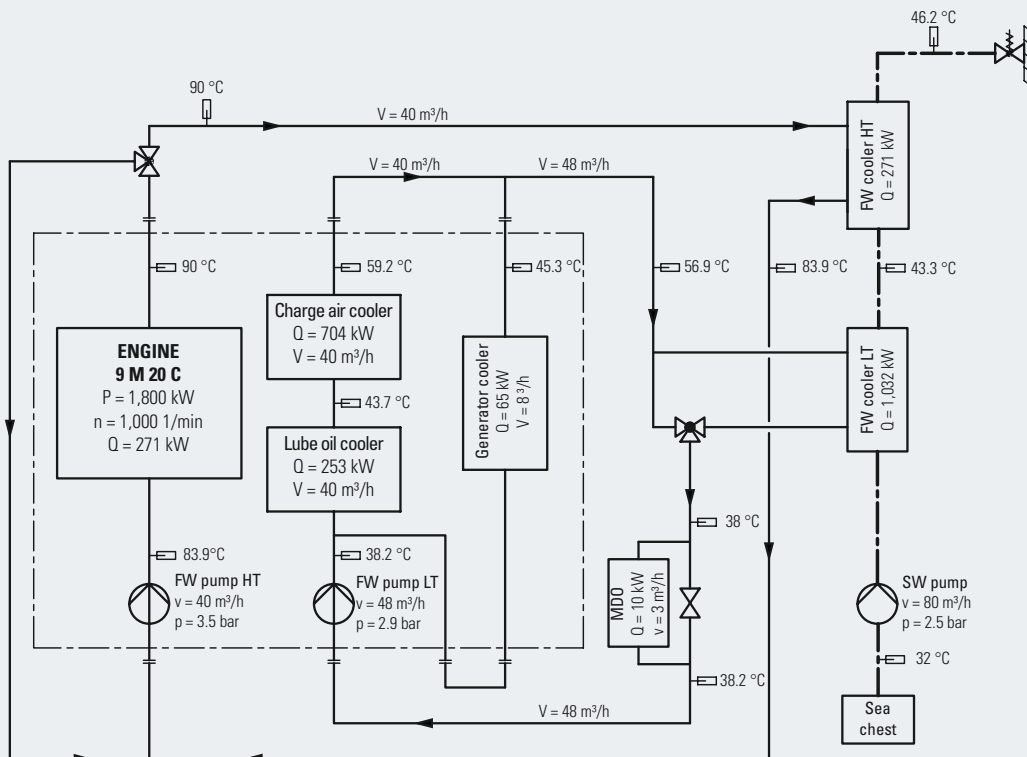 46.2 °C
90 °C
V = 40 m³/h
FW cooler HT
Q = 271 kW
V = 40 m³/h
V = 48 m³/h
90 °C
59.2 °C
45.3 °C
56.9 °C
83.9 °C
43.3 °C
ENGINE
9 M 20 C
P = 1,800 kW
n = 1,000 1/min
Q = 271 kW
Charge air cooler
Q = 704 kW
V = 40 m³/h
43.7 °C
Lube oil cooler
Q = 253 kW
V = 40 m³/h
Generator cooler
Q = 65 kW
V = 8 ³/h
FW cooler LT
Q = 1,032 kW
38 °C
83.9°C
FW pump HT
v = 40 m³/h
p = 3.5 bar
38.2 °C
FW pump LT
v = 48 m³/h
p = 2.9 bar
MDO
Q = 10 kW
v = 3 m³/h
SW pump
v = 80 m³/h
p = 2.5 bar
32 °C
38.2 °C
V = 48 m³/h
Sea
chest